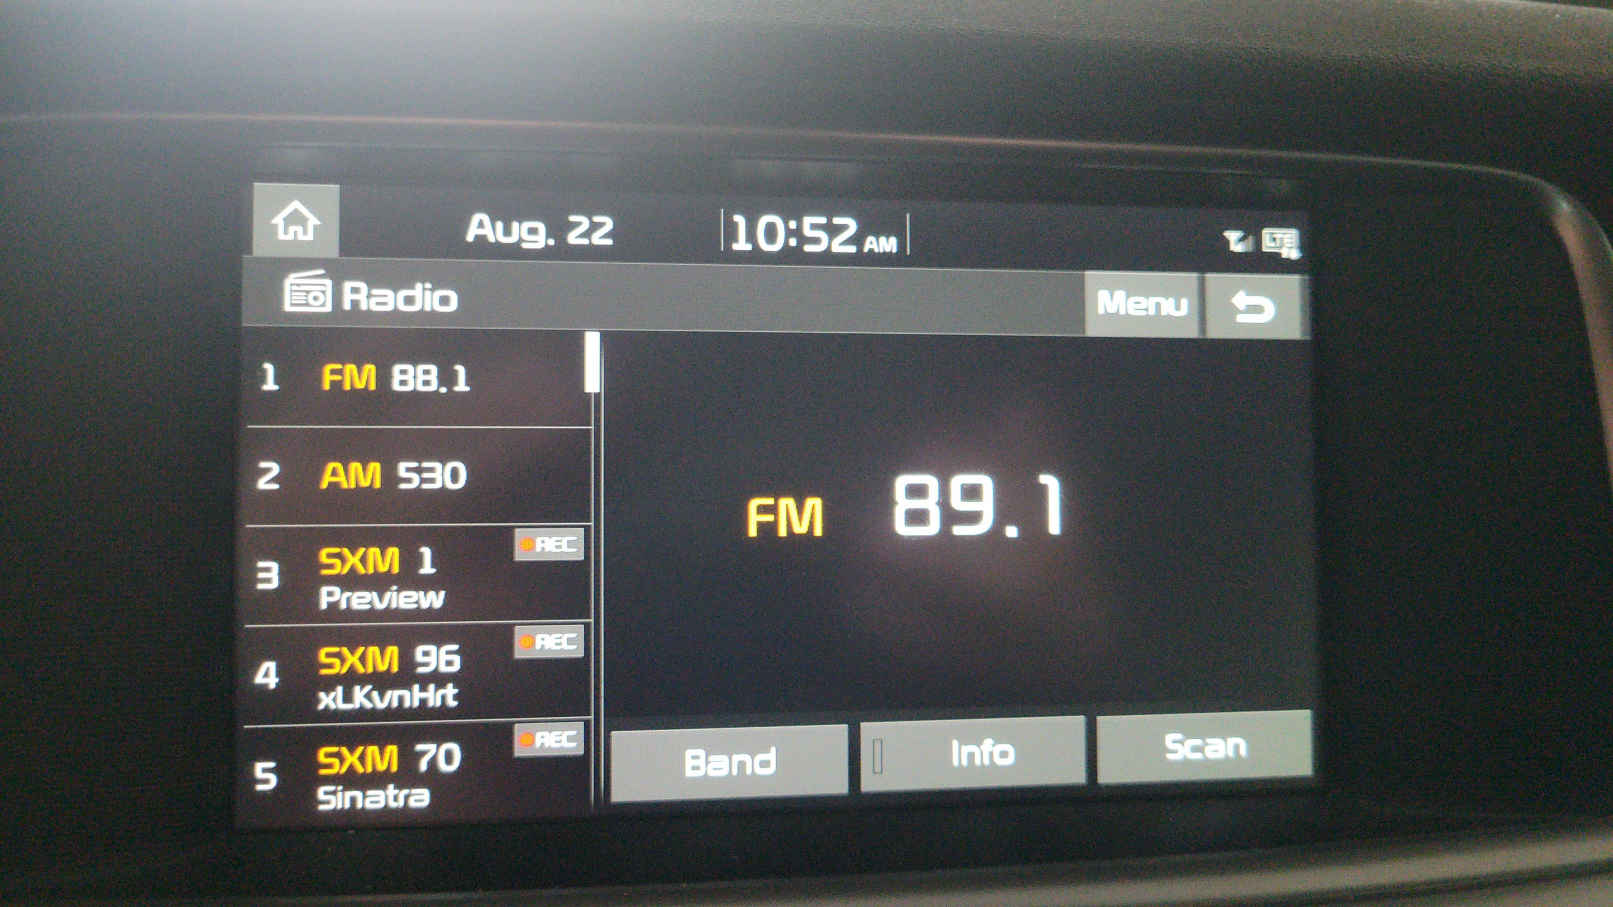 Aug. 22
10:52 AM
LTE
Radio
Menu
1 FM 88.1
2 AM 530
3 SXM 1
REC
Preview
4 SXM 96
REC
xLKvnHrt
5 SXM 70
REC
Sinatra
FM 89.1
Band
Info
Scan